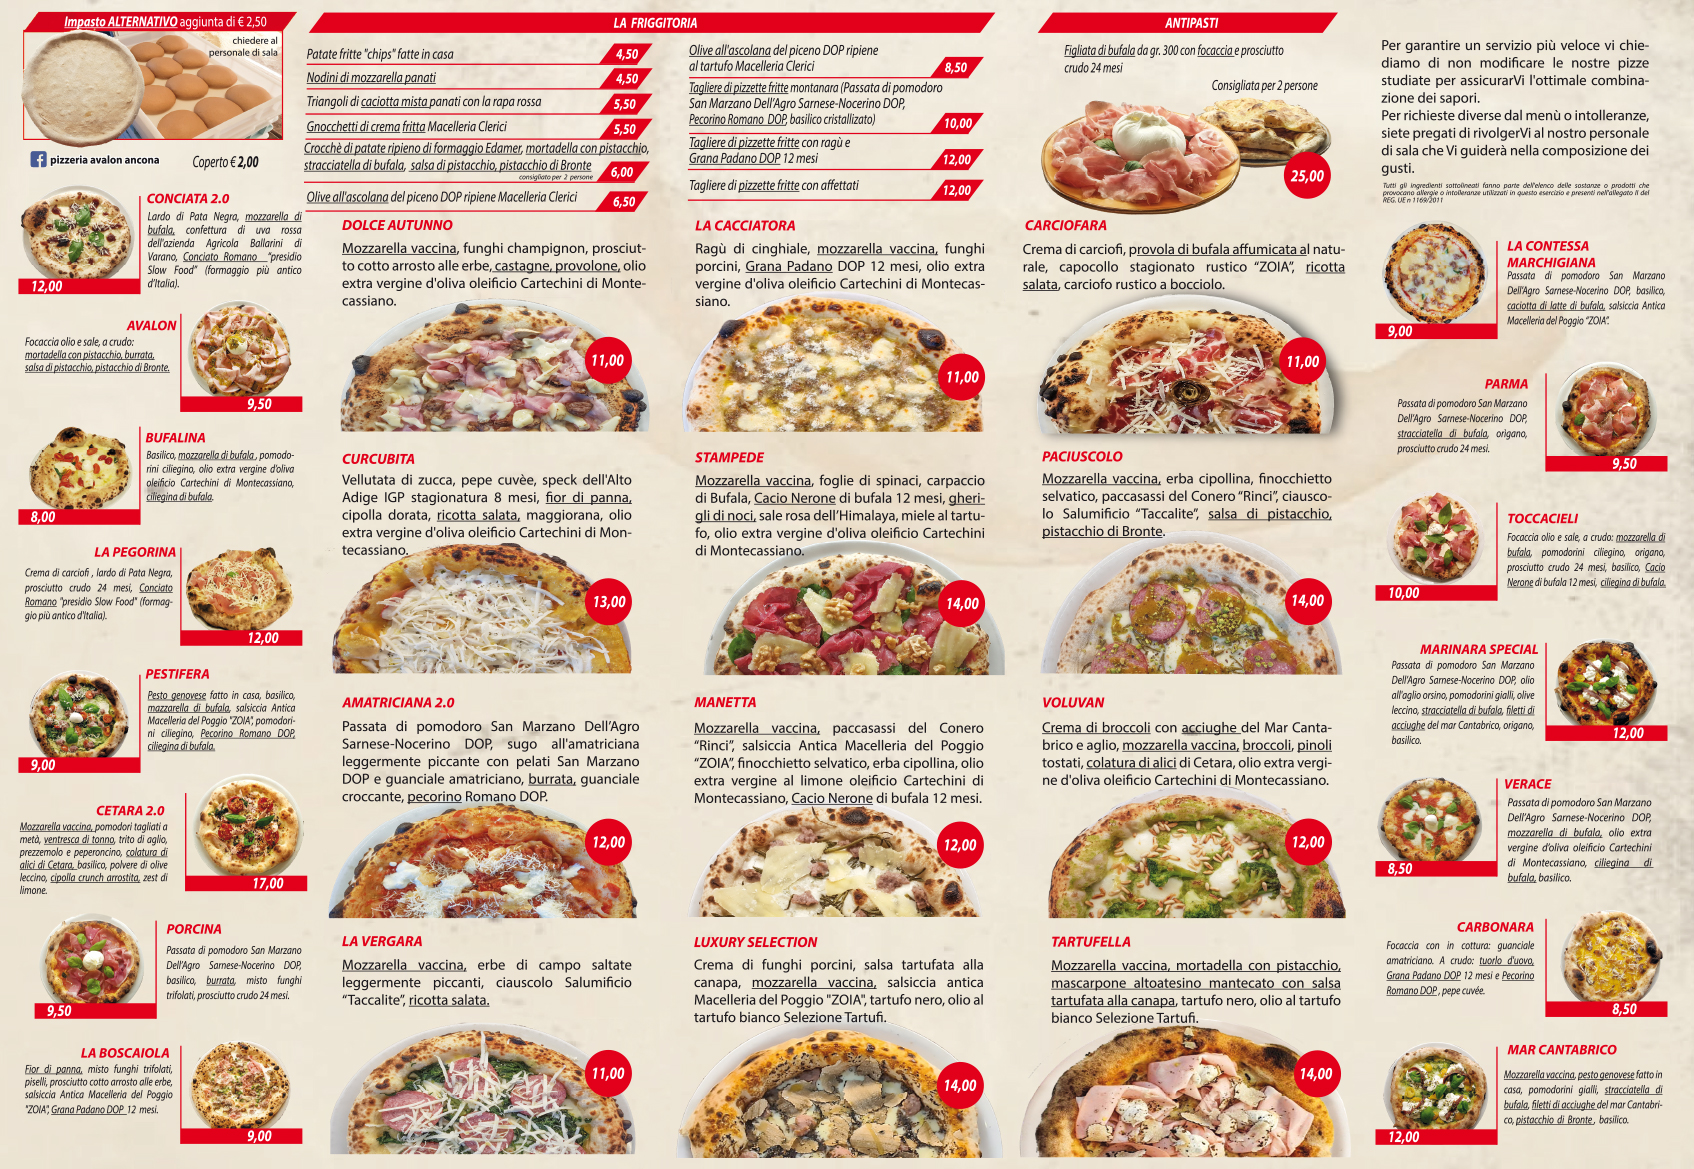 Impasto ALTERNATIVO aggiunta di € 2,50
chiedere al
personale di sala
pizzeria avalon ancona
Coperto € 2,00
CONCIATA 2.0
Lardo di Pata Negra, mozzarella di
bufala, confettura di uva rossa
dell'azienda Agricola Ballarini di
Varano, Conciato Romano “presidio
Slow Food” (formaggio più antico
d'Italia).
12,00
AVALON
Focaccia olio e sale, a crudo:
mortadella con pistacchio, burrata,
salsa di pistacchio, pistacchio di Bronte.
9,50
BUFALINA
Basilico, mozzarella di bufala , pomodo-
rini ciliegino, olio extra vergine d'oliva
oleificio Cartechini di Montecassiano,
ciliegina di bufala.
8,00
LA PEGORINA
Crema di carciofi , lardo di Pata Negra,
prosciutto crudo 24 mesi, Conciato
Romano “presidio Slow Food” (formag-
gio più antico d'Italia).
12,00
PESTIFERA
Pesto genovese fatto in casa, basilico,
mazzarella di bufala, salsiccia Antica
Macelleria del Poggio "ZOIA", pomodori-
ni ciliegino, Pecorino Romano DOP,
ciliegina di bufala.
9,00
CETARA 2.0
Mozzarella vaccina, pomodori tagliati a
metà, ventresca di tonno, trito di aglio,
prezzemolo e peperoncino, colatura di
alici di Cetara, basilico, polvere di olive
leccino, cipolla crunch arrostita, zest di
limone.
17,00
PORCINA
Passata di pomodoro San Marzano
Dell'Agro Sarnese-Nocerino DOP,
basilico, burrata, misto funghi
trifolati, prosciutto crudo 24 mesi.
9,50
LA BOSCAIOLA
Fior di panna, misto funghi trifolati,
piselli, prosciutto cotto arrosto alle erbe,
salsiccia Antica Macelleria del Poggio
"ZOIA", Grana Padano DOP 12 mesi.
9,00
LA FRIGGITORIA
Patate fritte "chips" fatte in casa
4,50
Nodini di mozzarella panati
4,50
Triangoli di caciotta mista panati con la rapa rossa
5,50
Gnocchetti di crema fritta Macelleria Clerici
5,50
Crocchè di patate ripieno di formaggio Edamer, mortadella con pistacchio,
stracciatella di bufala, salsa di pistacchio, pistacchio di Bronte
consigliato per 2 persone
6,00
Olive all'ascolana del piceno DOP ripiene Macelleria Clerici
6,50
Olive all'ascolana del piceno DOP ripiene
al tartufo Macelleria Clerici
8,50
Tagliere di pizzette fritte montanara (Passata di pomodoro
San Marzano Dell’Agro Sarnese-Nocerino DOP,
Pecorino Romano DOP, basilico cristallizato)
10,00
Tagliere di pizzette fritte con ragù e
Grana Padano DOP 12 mesi
12,00
Tagliere di pizzette fritte con affettati
12,00
ANTIPASTI
Figliata di bufala da gr. 300 con focaccia e prosciutto
crudo 24 mesi
Consigliata per 2 persone
25,00
DOLCE AUTUNNO
Mozzarella vaccina, funghi champignon, prosciut-
to cotto arrosto alle erbe, castagne, provolone, olio
extra vergine d'oliva oleificio Cartechini di Monte-
cassiano.
11,00
LA CACCIATORA
Ragù di cinghiale, mozzarella vaccina, funghi
porcini, Grana Padano DOP 12 mesi, olio extra
vergine d'oliva oleificio Cartechini di Montecas-
siano.
11,00
CARCIOFARA
Crema di carciofi, provola di bufala affumicata al natu-
rale, capocollo stagionato rustico “ZOIA”, ricotta
salata, carciofo rustico a bocciolo.
11,00
CURCUBITA
Vellutata di zucca, pepe cuvèe, speck dell'Alto
Adige IGP stagionatura 8 mesi, fior di panna,
cipolla dorata, ricotta salata, maggiorana, olio
extra vergine d'oliva oleificio Cartechini di Mon-
tecassiano.
13,00
STAMPEDE
Mozzarella vaccina, foglie di spinaci, carpaccio
di Bufala, Cacio Nerone di bufala 12 mesi, gheri-
gli di noci, sale rosa dell’Himalaya, miele al tartu-
fo, olio extra vergine d'oliva oleificio Cartechini
di Montecassiano.
14,00
PACIUSCOLO
Mozzarella vaccina, erba cipollina, finocchietto
selvatico, paccasassi del Conero “Rinci”, ciausco-
lo Salumificio “Taccalite”, salsa di pistacchio,
pistacchio di Bronte.
14,00
AMATRICIANA 2.0
Passata di pomodoro San Marzano Dell’Agro
Sarnese-Nocerino DOP, sugo all'amatriciana
leggermente piccante con pelati San Marzano
DOP e guanciale amatriciano, burrata, guanciale
croccante, pecorino Romano DOP.
12,00
MANETTA
Mozzarella vaccina, paccasassi del Conero
“Rinci”, salsiccia Antica Macelleria del Poggio
“ZOIA”, finocchietto selvatico, erba cipollina, olio
extra vergine al limone oleificio Cartechini di
Montecassiano, Cacio Nerone di bufala 12 mesi.
12,00
VOLUVAN
Crema di broccoli con acciughe del Mar Canta-
brico e aglio, mozzarella vaccina, broccoli, pinoli
tostati, colatura di alici di Cetara, olio extra vergi-
ne d'oliva oleificio Cartechini di Montecassiano.
12,00
LA VERGARA
Mozzarella vaccina, erbe di campo saltate
leggermente piccanti, ciauscolo Salumificio
“Taccalite”, ricotta salata.
11,00
LUXURY SELECTION
Crema di funghi porcini, salsa tartufata alla
canapa, mozzarella vaccina, salsiccia antica
Macelleria del Poggio "ZOIA", tartufo nero, olio al
tartufo bianco Selezione Tartufi.
14,00
TARTUFELLA
Mozzarella vaccina, mortadella con pistacchio,
mascarpone altoatesino mantecato con salsa
tartufata alla canapa, tartufo nero, olio al tartufo
bianco Selezione Tartufi.
14,00
Per garantire un servizio più veloce vi chie-
diamo di non modificare le nostre pizze
studiate per assicurarVi l'ottimale combina-
zione dei sapori.
Per richieste diverse dal menù o intolleranze,
siete pregati di rivolgerVi al nostro personale
di sala che Vi guiderà nella composizione dei
gusti.
Tutti gli ingredienti sottolineati fanno parte dell'elenco delle sostanze o prodotti che
provocano allergie o intolleranze utilizzati in questo esercizio e presenti nell'allegato II del
REG. UE n 1169/2011
LA CONTESSA
MARCHIGIANA
Passata di pomodoro San Marzano
Dell'Agro Sarnese-Nocerino DOP, basilico,
caciotta di latte di bufala, salsiccia Antica
Macelleria del Poggio “ZOIA”.
9,00
PARMA
Passata di pomodoro San Marzano
Dell'Agro Sarnese-Nocerino DOP,
stracciatella di bufala, origano,
prosciutto crudo 24 mesi.
9,50
TOCCACIELI
Focaccia olio e sale, a crudo: mozzarella di
bufala, pomodorini ciliegino, origano,
prosciutto crudo 24 mesi, basilico, Cacio
Nerone di bufala 12 mesi, ciliegina di bufala.
10,00
MARINARA SPECIAL
Passata di pomodoro San Marzano
Dell'Agro Sarnese-Nocerino DOP, olio
all'aglio orsino, pomodorini gialli, olive
leccino, stracciatella di bufala, filetti di
acciughe del mar Cantabrico, origano,
basilico.
12,00
VERACE
Passata di pomodoro San Marzano
Dell'Agro Sarnese-Nocerino DOP,
mozzarella di bufala, olio extra
vergine d'oliva oleificio Cartechini
di Montecassiano, ciliegina di
bufala, basilico.
8,50
CARBONARA
Focaccia con in cottura: guanciale
amatriciano. A crudo: tuorlo d'uovo,
Grana Padano DOP 12 mesi e Pecorino
Romano DOP , pepe cuvée.
8,50
MAR CANTABRICO
Mozzarella vaccina, pesto genovese fatto in
casa, pomodorini gialli, stracciatella di
bufala, filetti di acciughe del mar Cantabri-
co, pistacchio di Bronte , basilico.
12,00